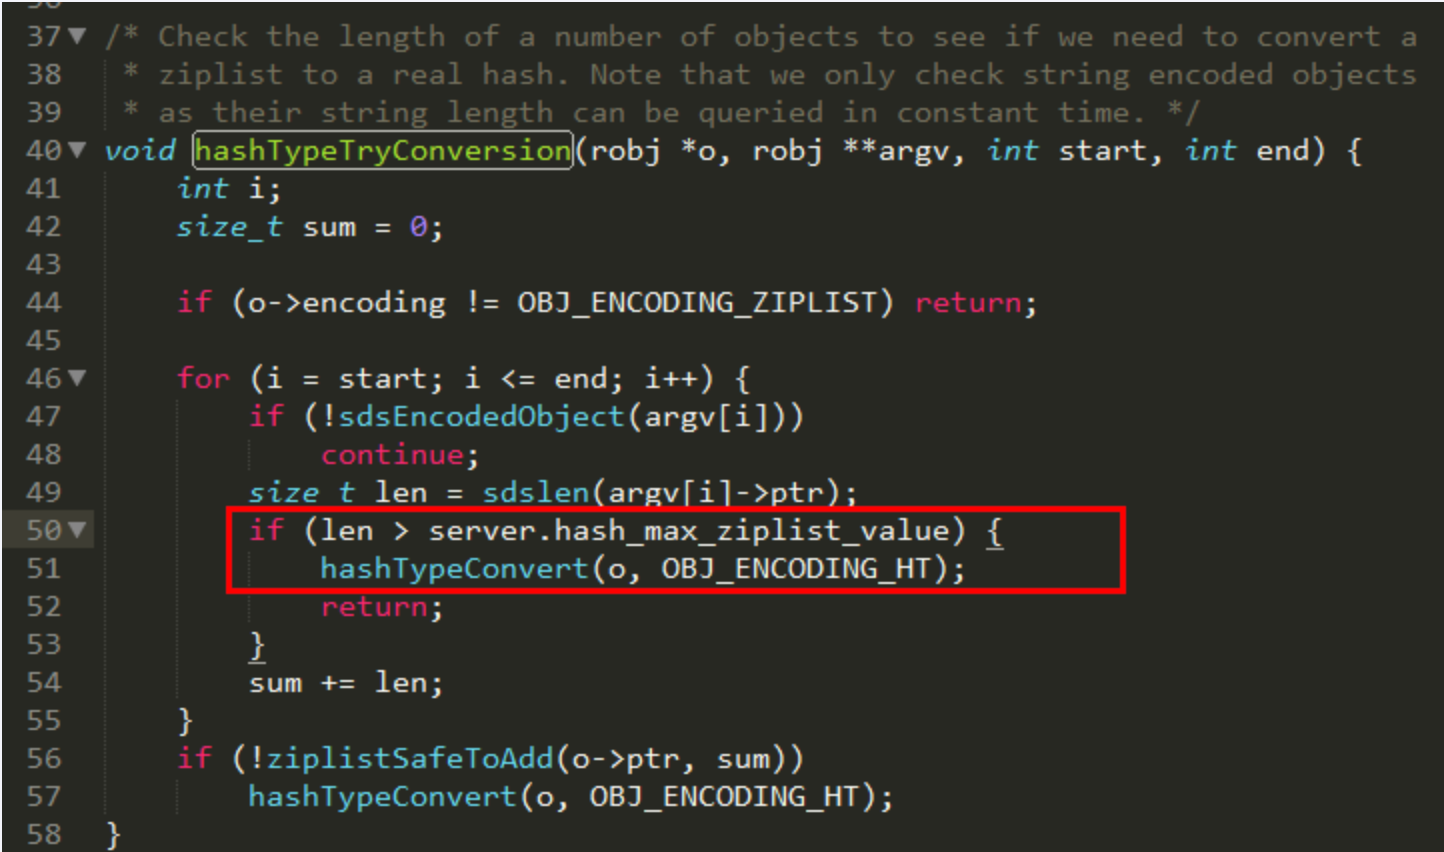 37 /* Check the length of a number of objects to see if we need to convert a
38  * ziplist to a real hash. Note that we only check string encoded objects
39  * as their string length can be queried in constant time. */
40 void hashTypeTryConversion(robj *o, robj **argv, int start, int end) {
41     int i;
42     size_t sum = 0;
43
44     if (o->encoding != OBJ_ENCODING_ZIPLIST) return;
45
46     for (i = start; i <= end; i++) {
47         if (!sdsEncodedObject(argv[i]))
48             continue;
49         size_t len = sdslen(argv[i]->ptr);
50         if (len > server.hash_max_ziplist_value) {
51             hashTypeConvert(o, OBJ_ENCODING_HT);
52             return;
53         }
54         sum += len;
55     }
56     if (!ziplistSafeToAdd(o->ptr, sum))
57         hashTypeConvert(o, OBJ_ENCODING_HT);
58 }